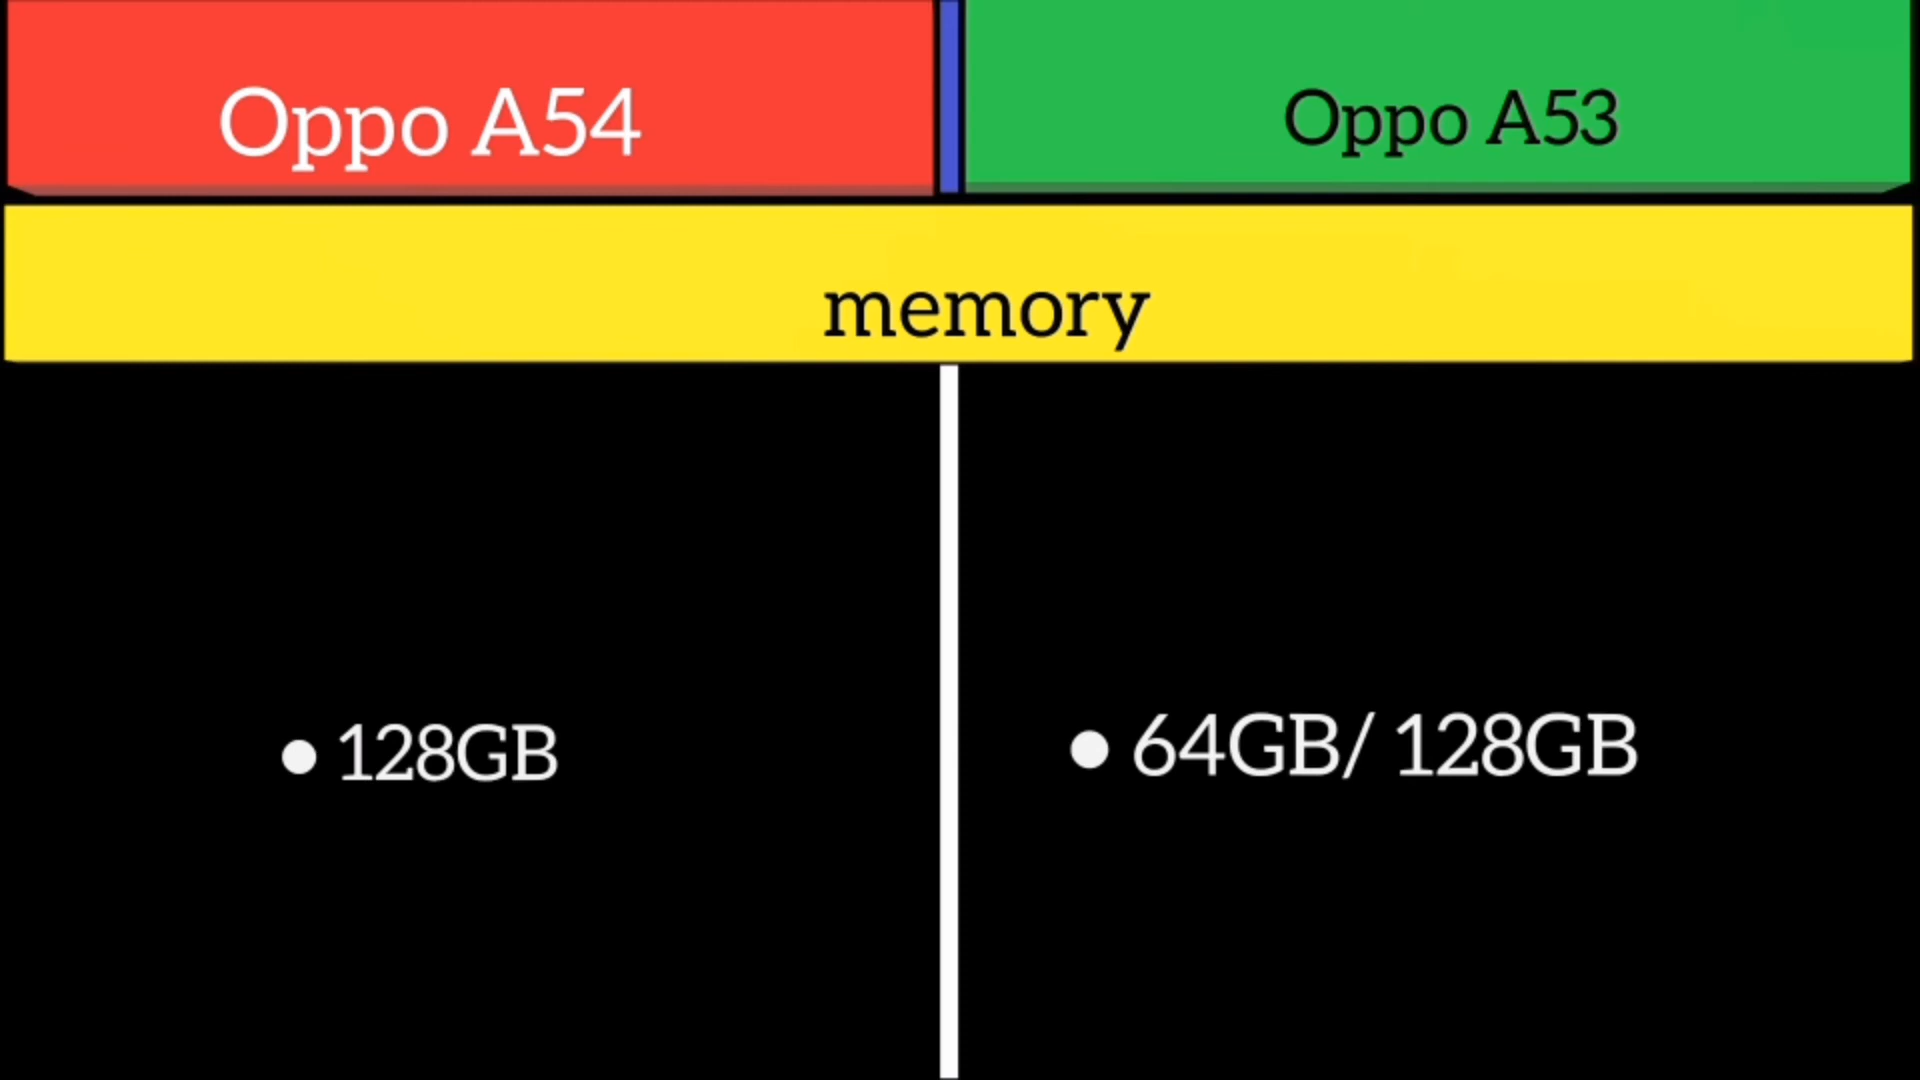 Oppo A54
Oppo A53
memory
• 128GB
• 64GB/ 128GB